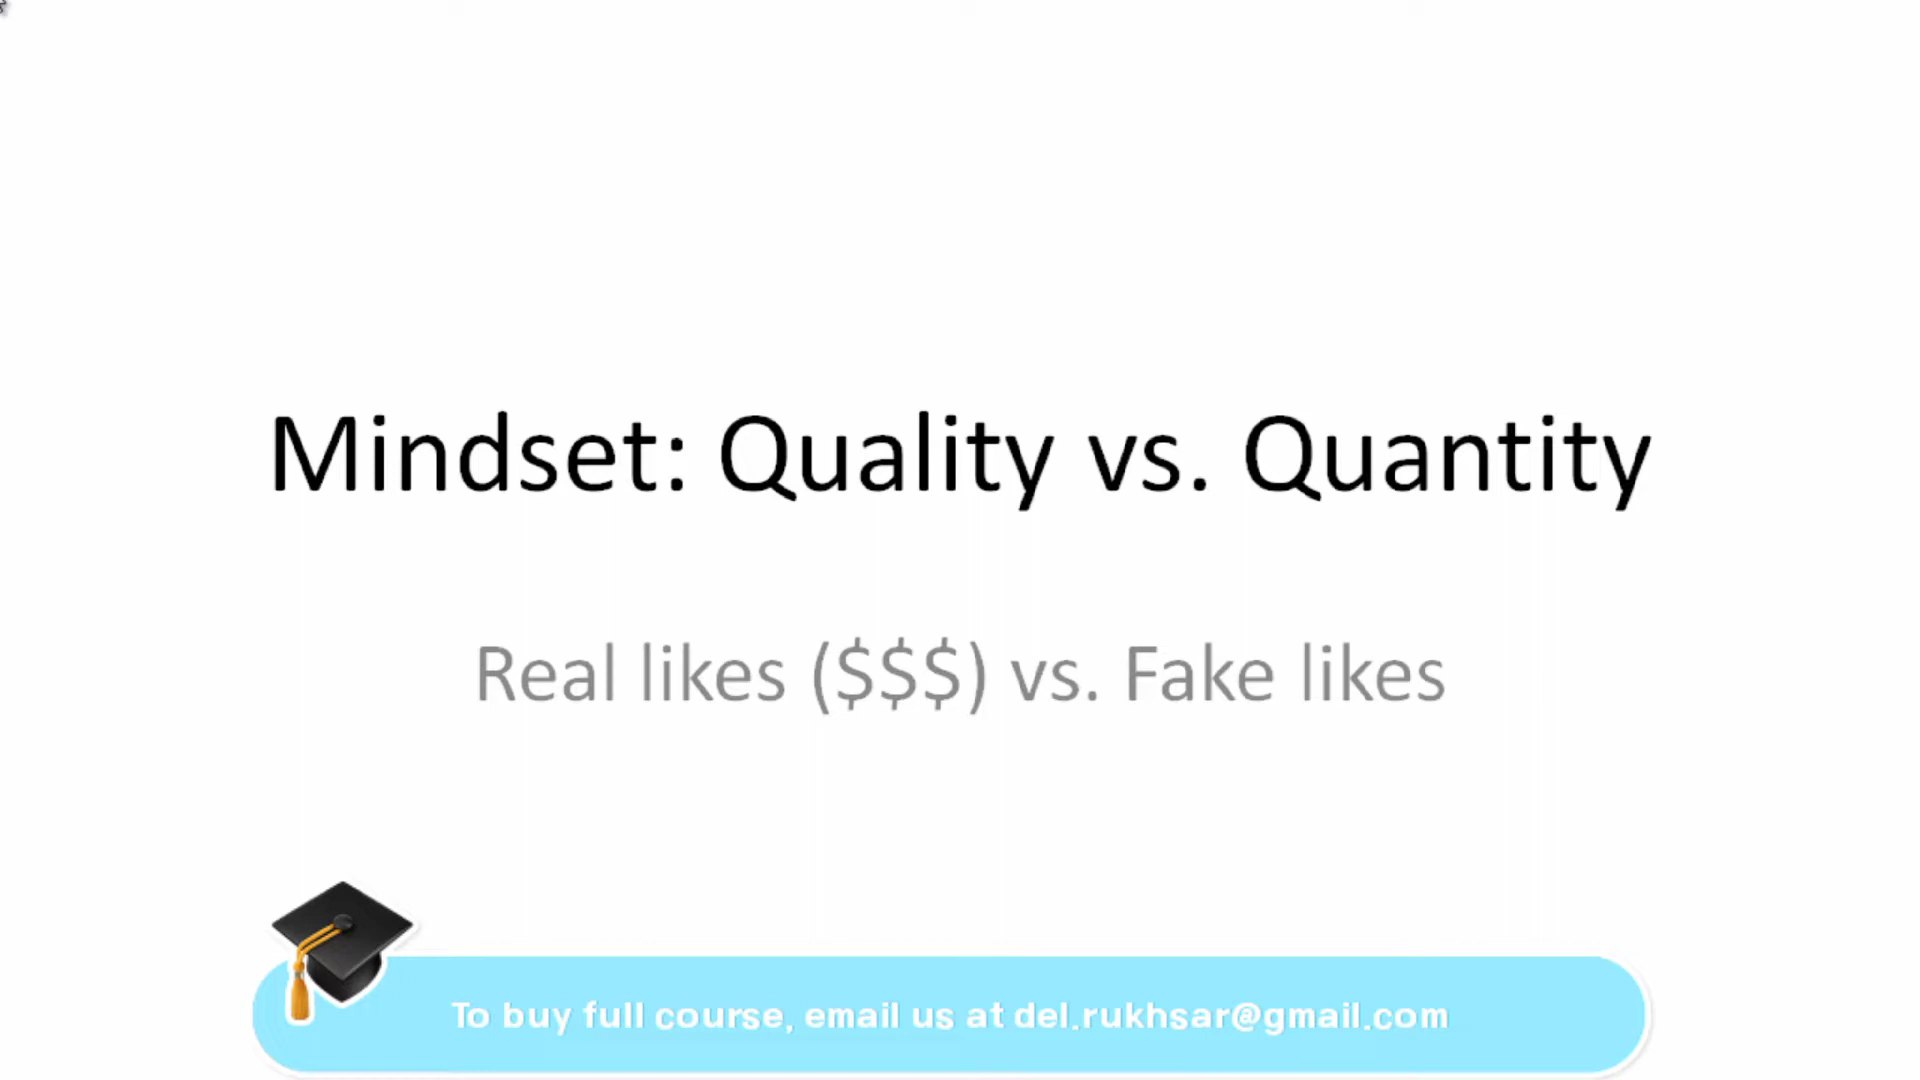 Mindset: Quality vs. Quantity
Real likes ($$$) vs. Fake likes
To buy full course, email us at del.rukhsar@gmail.com